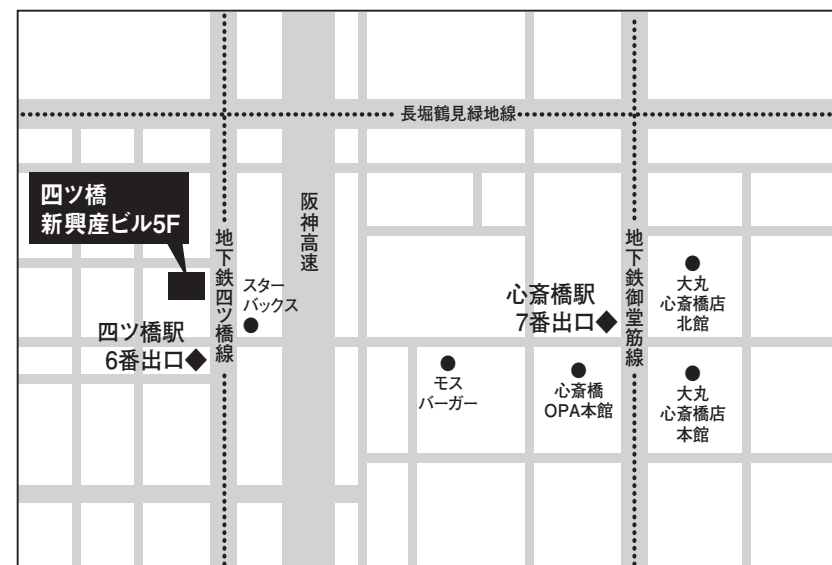 長堀鶴見緑地線
四ツ橋
新興産ビル5F
地下鉄四ツ橋線
阪神高速
スター
バックス
四ツ橋駅
6番出口◆
モス
バーガー
心斎橋駅
7番出口◆
心斎橋
OPA本館
地下鉄御堂筋線
大丸
心斎橋店
北館
大丸
心斎橋店
本館